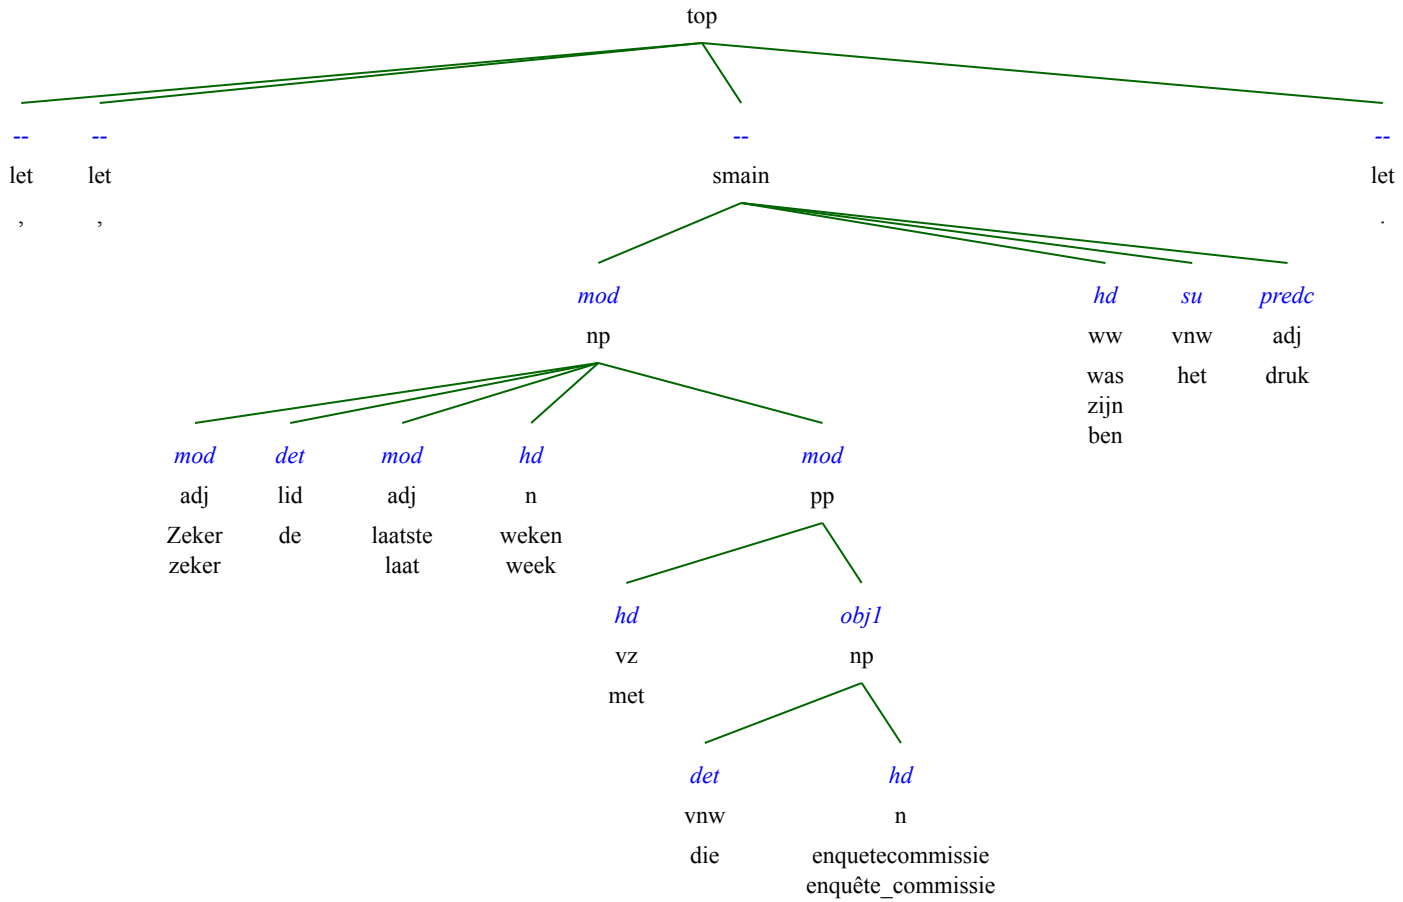 top
-- -- -- --
let let smain let
, , .
mod hd su predc
np ww vnw adj
was het druk
zijn
ben
mod det mod hd mod
adj lid adj n pp
Zeker de laatste weken
zeker laat week
hd obj1
vz np
met
det hd
vnw n
die enquetecommissie
enquête_commissie